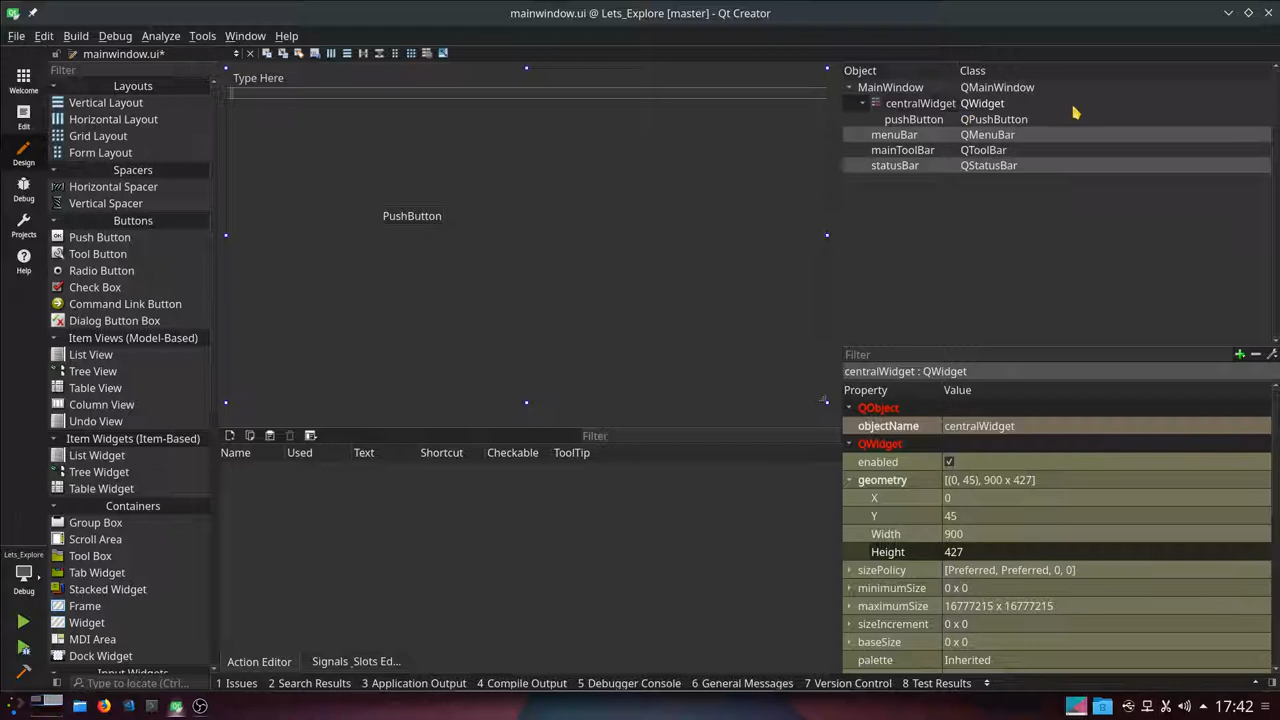 mainwindow.ui @ Lets_Explore [master] - Qt Creator
File Edit Build Debug Analyze Tools Window Help
mainwindow.ui*
Welcome
Edit
Design
Debug
Projects
Help
Lets_Explore
Debug
Filter
Layouts
Vertical Layout
Horizontal Layout
Grid Layout
Form Layout
Spacers
Horizontal Spacer
Vertical Spacer
Buttons
Push Button
Tool Button
Radio Button
Check Box
Command Link Button
Dialog Button Box
Item Views (Model-Based)
List View
Tree View
Table View
Column View
Undo View
Item Widgets (Item-Based)
List Widget
Tree Widget
Table Widget
Containers
Group Box
Scroll Area
Tool Box
Tab Widget
Stacked Widget
Frame
Widget
MDI Area
Dock Widget
Input Widgets
Type Here
PushButton
Filter
Name Used Text Shortcut Checkable ToolTip
Action Editor Signals_Slots Ed...
Object Class
MainWindow QMainWindow
centralWidget QWidget
pushButton QPushButton
menuBar QMenuBar
mainToolBar QToolBar
statusBar QStatusBar
Filter
centralWidget : QWidget
Property Value
QObject
objectName centralWidget
QWidget
enabled
geometry [(0, 45), 900 x 427]
X 0
Y 45
Width 900
Height 427
sizePolicy [Preferred, Preferred, 0, 0]
minimumSize 0 x 0
maximumSize 16777215 x 16777215
sizeIncrement 0 x 0
baseSize 0 x 0
palette Inherited
Type to locate (Ctrl+...
1 Issues 2 Search Results 3 Application Output 4 Compile Output 5 Debugger Console 6 General Messages 7 Version Control 8 Test Results
17:42